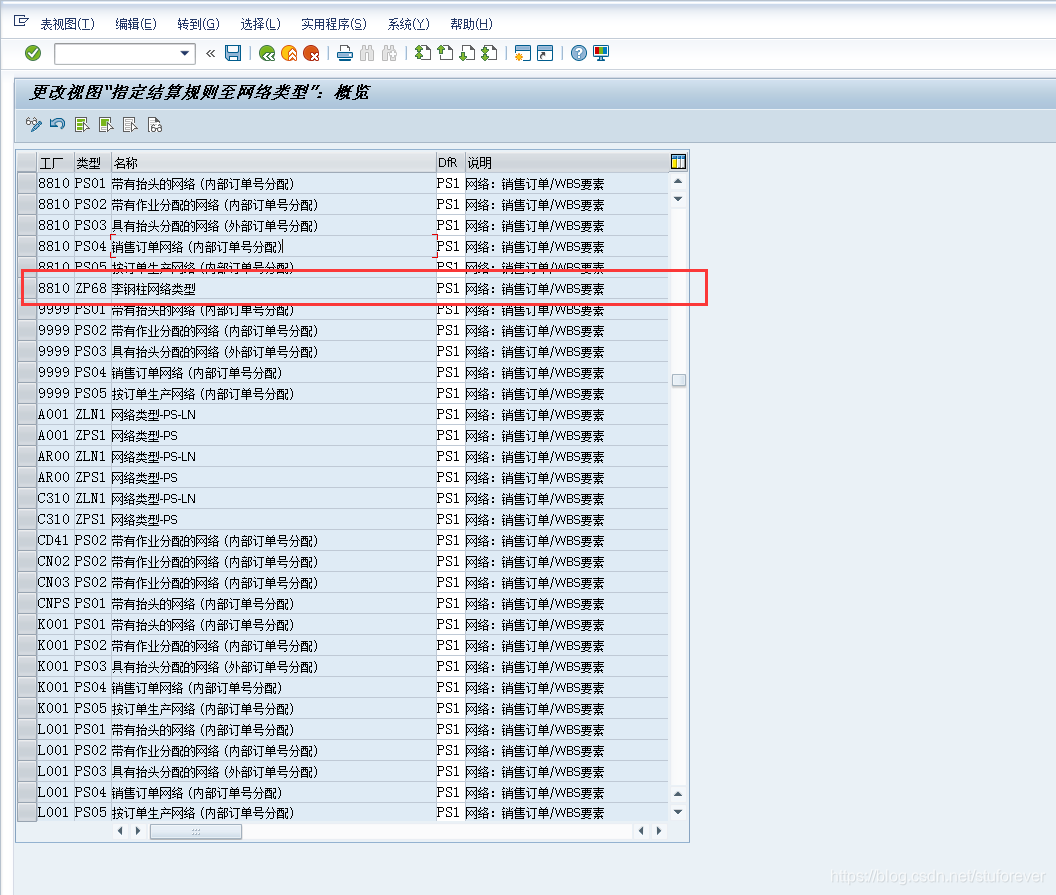 表视图(T) 编辑(E) 转到(G) 选择(L) 实用程序(S) 系统(Y) 帮助(H)
更改视图“指定结算规则至网络类型”: 概览
工厂 类型 名称 DfR 说明
8810 PS01 带有抬头的网络 (内部订单号分配) PS1 网络: 销售订单/WBS要素
8810 PS02 带有作业分配的网络 (内部订单号分配) PS1 网络: 销售订单/WBS要素
8810 PS03 具有抬头分配的网络 (外部订单号分配) PS1 网络: 销售订单/WBS要素
8810 PS04 销售订单网络 (内部订单号分配) PS1 网络: 销售订单/WBS要素
8810 PS05 按订单生产网络 (内部订单号分配) PS1 网络: 销售订单/WBS要素
8810 ZP68 李钢柱网络类型 PS1 网络: 销售订单/WBS要素
9999 PS01 带有抬头的网络 (内部订单号分配) PS1 网络: 销售订单/WBS要素
9999 PS02 带有作业分配的网络 (内部订单号分配) PS1 网络: 销售订单/WBS要素
9999 PS03 具有抬头分配的网络 (外部订单号分配) PS1 网络: 销售订单/WBS要素
9999 PS04 销售订单网络 (内部订单号分配) PS1 网络: 销售订单/WBS要素
9999 PS05 按订单生产网络 (内部订单号分配) PS1 网络: 销售订单/WBS要素
A001 ZLN1 网络类型-PS-LN PS1 网络: 销售订单/WBS要素
A001 ZPS1 网络类型-PS PS1 网络: 销售订单/WBS要素
AR00 ZLN1 网络类型-PS-LN PS1 网络: 销售订单/WBS要素
AR00 ZPS1 网络类型-PS PS1 网络: 销售订单/WBS要素
C310 ZLN1 网络类型-PS-LN PS1 网络: 销售订单/WBS要素
C310 ZPS1 网络类型-PS PS1 网络: 销售订单/WBS要素
CD41 PS02 带有作业分配的网络 (内部订单号分配) PS1 网络: 销售订单/WBS要素
CN02 PS02 带有作业分配的网络 (内部订单号分配) PS1 网络: 销售订单/WBS要素
CN03 PS02 带有作业分配的网络 (内部订单号分配) PS1 网络: 销售订单/WBS要素
CNPS PS01 带有抬头的网络 (内部订单号分配) PS1 网络: 销售订单/WBS要素
K001 PS01 带有抬头的网络 (内部订单号分配) PS1 网络: 销售订单/WBS要素
K001 PS02 带有作业分配的网络 (内部订单号分配) PS1 网络: 销售订单/WBS要素
K001 PS03 具有抬头分配的网络 (外部订单号分配) PS1 网络: 销售订单/WBS要素
K001 PS04 销售订单网络 (内部订单号分配) PS1 网络: 销售订单/WBS要素
K001 PS05 按订单生产网络 (内部订单号分配) PS1 网络: 销售订单/WBS要素
L001 PS01 带有抬头的网络 (内部订单号分配) PS1 网络: 销售订单/WBS要素
L001 PS02 带有作业分配的网络 (内部订单号分配) PS1 网络: 销售订单/WBS要素
L001 PS03 具有抬头分配的网络 (外部订单号分配) PS1 网络: 销售订单/WBS要素
L001 PS04 销售订单网络 (内部订单号分配) PS1 网络: 销售订单/WBS要素
L001 PS05 按订单生产网络 (内部订单号分配) PS1 网络: 销售订单/WBS要素
https://blog.csdn.net/stuforever